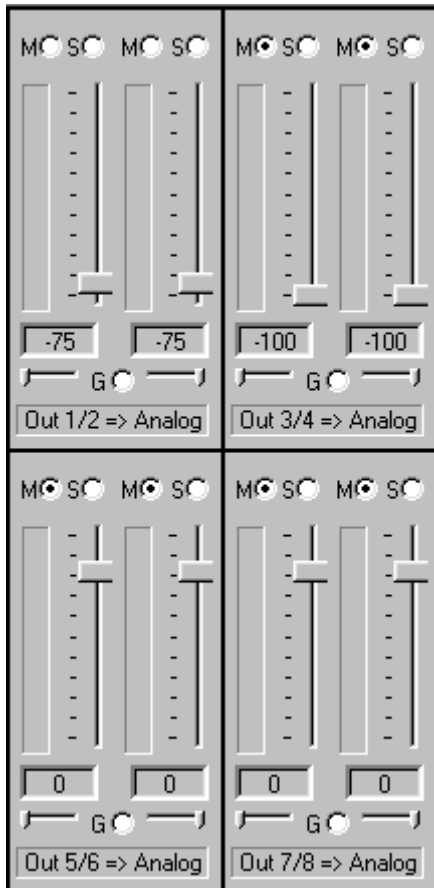 M S M S M S M S
-75 -75 -100 -100
G G
Out 1/2 => Analog Out 3/4 => Analog
M S M S M S M S
0 0 0 0
G G
Out 5/6 => Analog Out 7/8 => Analog